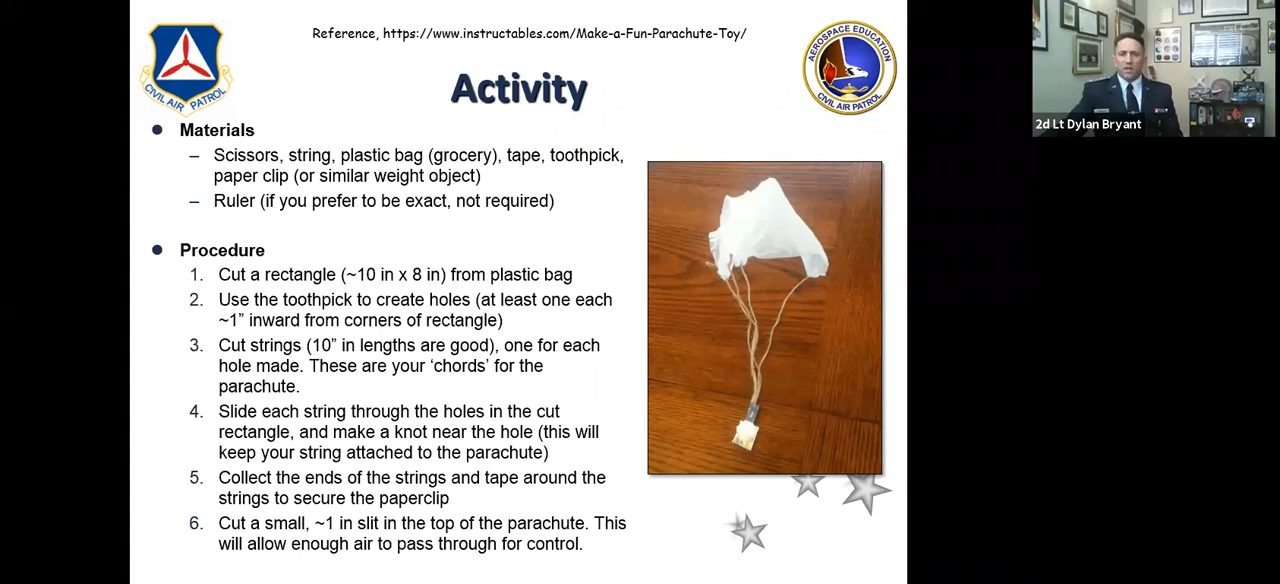 Reference, https://www.instructables.com/Make-a-Fun-Parachute-Toy/
CIVIL AIR PATROL
AEROSPACE EDUCATION
CIVIL AIR PATROL
Activity
2d Lt Dylan Bryant
• Materials
– Scissors, string, plastic bag (grocery), tape, toothpick,
paper clip (or similar weight object)
– Ruler (if you prefer to be exact, not required)
• Procedure
1. Cut a rectangle (~10 in x 8 in) from plastic bag
2. Use the toothpick to create holes (at least one each
~1” inward from corners of rectangle)
3. Cut strings (10” in lengths are good), one for each
hole made. These are your ‘chords’ for the
parachute.
4. Slide each string through the holes in the cut
rectangle, and make a knot near the hole (this will
keep your string attached to the parachute)
5. Collect the ends of the strings and tape around the
strings to secure the paperclip
6. Cut a small, ~1 in slit in the top of the parachute. This
will allow enough air to pass through for control.